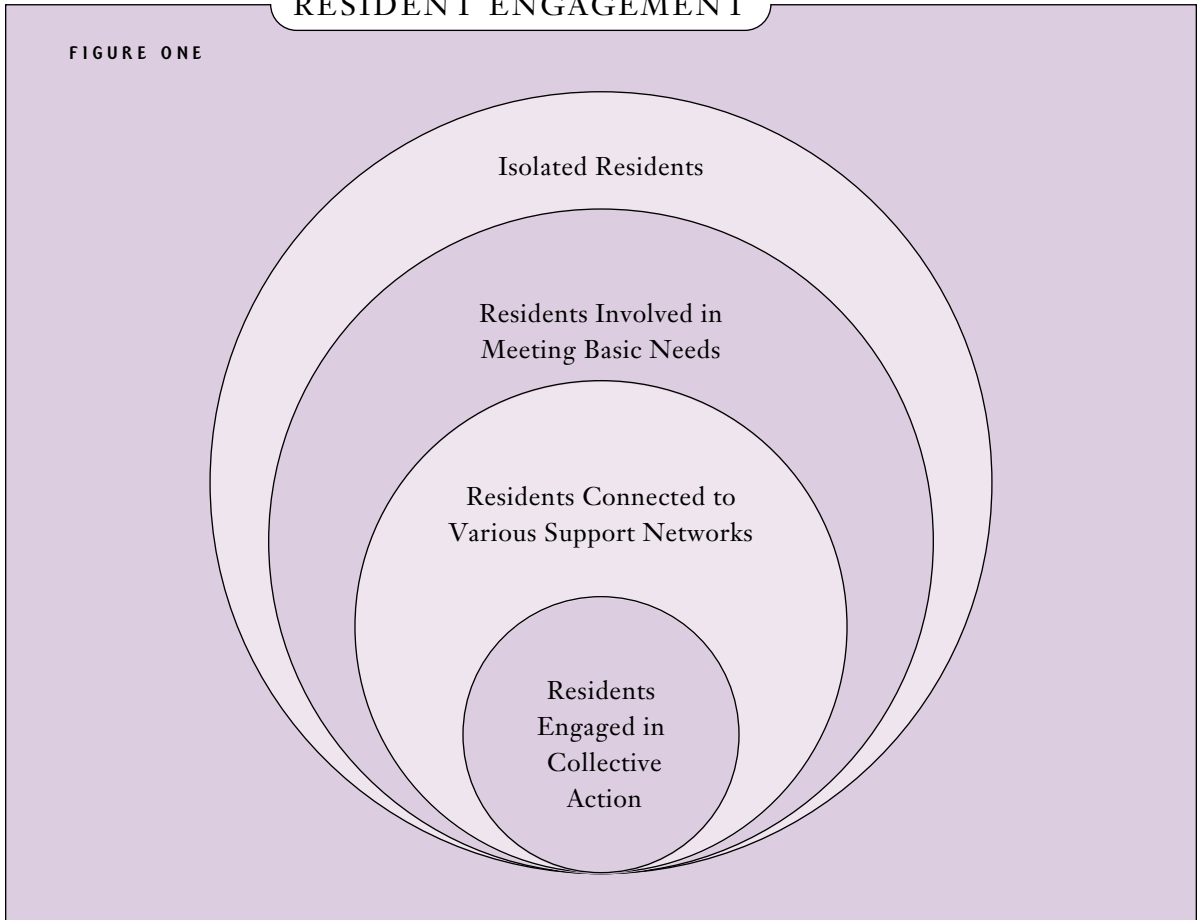 RESIDENT ENGAGEMENT
FIGURE ONE
Isolated Residents
Residents Involved in
Meeting Basic Needs
Residents Connected to
Various Support Networks
Residents
Engaged in
Collective
Action